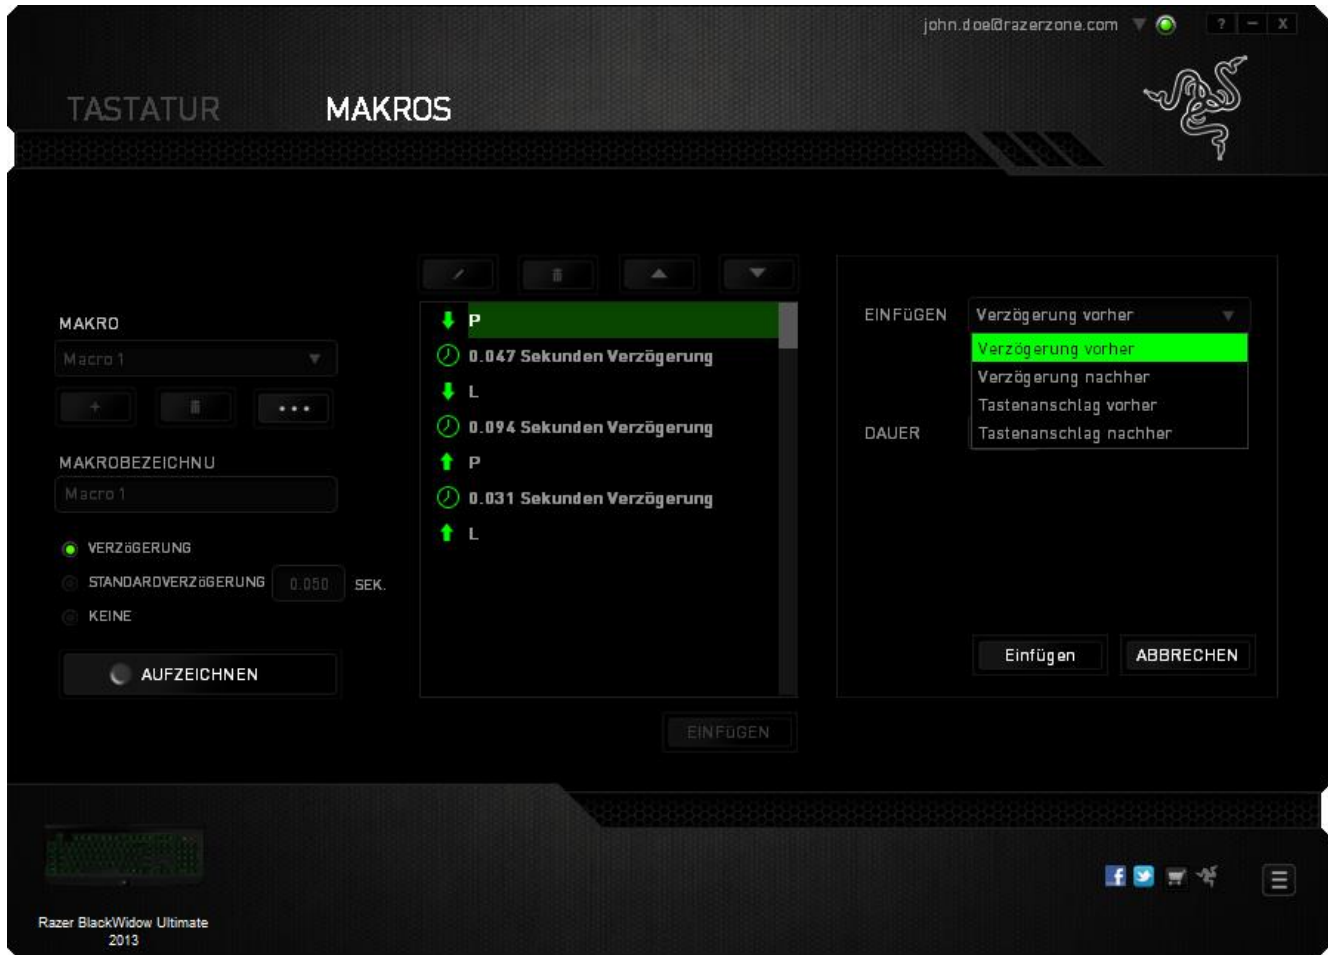 john.doe@razerzone.com
? – X
TASTATUR MAKROS
MAKRO
Macro 1
MAKROBEZEICHNU
Macro 1
VERZöGERUNG
STANDARDVERZöGERUNG 0.050 SEK.
KEINE
AUFZEICHNEN
P
0.047 Sekunden Verzögerung
L
0.094 Sekunden Verzögerung
P
0.031 Sekunden Verzögerung
L
EINFüGEN
EINFüGEN Verzögerung vorher
Verzögerung vorher
Verzögerung nachher
Tastenanschlag vorher
Tastenanschlag nachher
DAUER
Einfügen ABBRECHEN
Razer BlackWidow Ultimate
2013